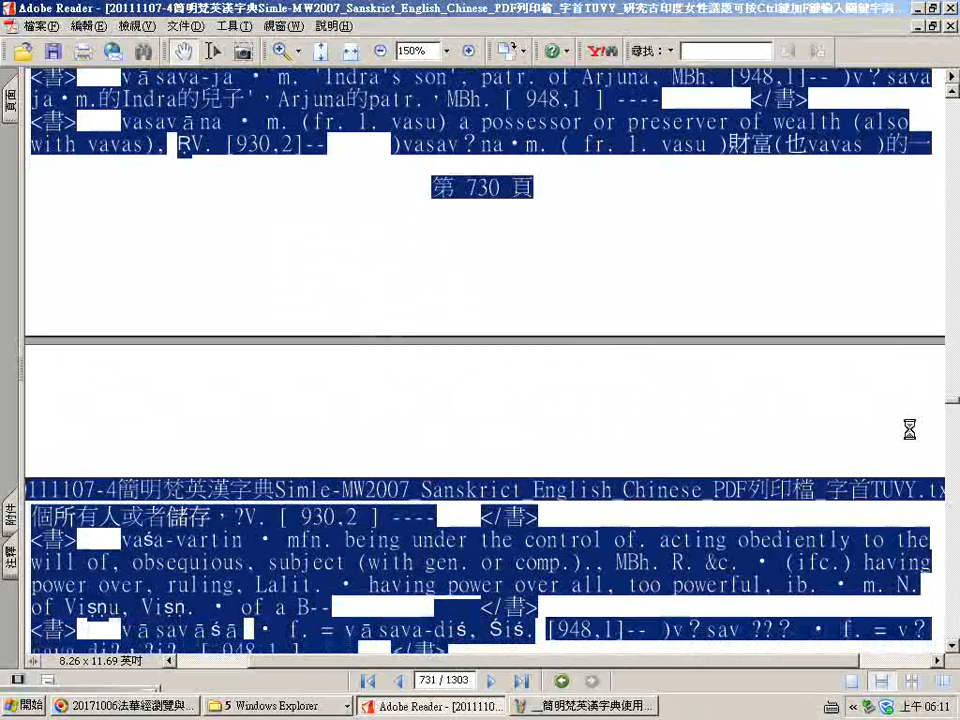 Adobe Reader - [20111107-4簡明梵英漢字典Simle-MW2007_Sanskrict_English_Chinese_PDF列印檔_字首TUVY_研究古印度女性議題可按Ctrl鍵加F鍵輸入關鍵字詞...
檔案(F) 編輯(E) 檢視(V) 文件(D) 工具(T) 視窗(W) 說明(H)
150% 尋找：
頁面
<書> vāsava-ja • m. 'Indra's son', patr. of Arjuna, MBh. [948,1]-- )v？sava
ja•m.的Indra的兒子'，Arjuna的patr.，MBh. [ 948,1 ] ---- </書>
<書> vasavāna • m. (fr. 1. vasu) a possessor or preserver of wealth (also
with vavas), ṚV. [930,2]-- )vasav？na•m. ( fr. 1. vasu )財富(也vavas )的一
第 730 頁
111107-4簡明梵英漢字典Simle-MW2007_Sanskrict_English_Chinese_PDF列印檔_字首TUVY.tx
個所有人或者儲存，?V. [ 930,2 ] ---- </書>
<書> vaśa-vartin • mfn. being under the control of. acting obediently to the
will of, obsequious, subject (with gen. or comp.)., MBh. R. &c. • (ifc.) having
power over, ruling, Lalit. • having power over all, too powerful, ib. • m. N.
of Viṣṇu, Viṣṇ. • of a B-- </書>
<書> vāsavāśā • f. = vāsava-diś, Śiś. [948,1]-- )v？sav ??? • f. = v？
附件
注釋
8.26 x 11.69 英吋
731 / 1303
開始 20171006法華經瀏覽與... 5 Windows Explorer Adobe Reader - [2011110... __簡明梵英字典使用... 上午 06:11